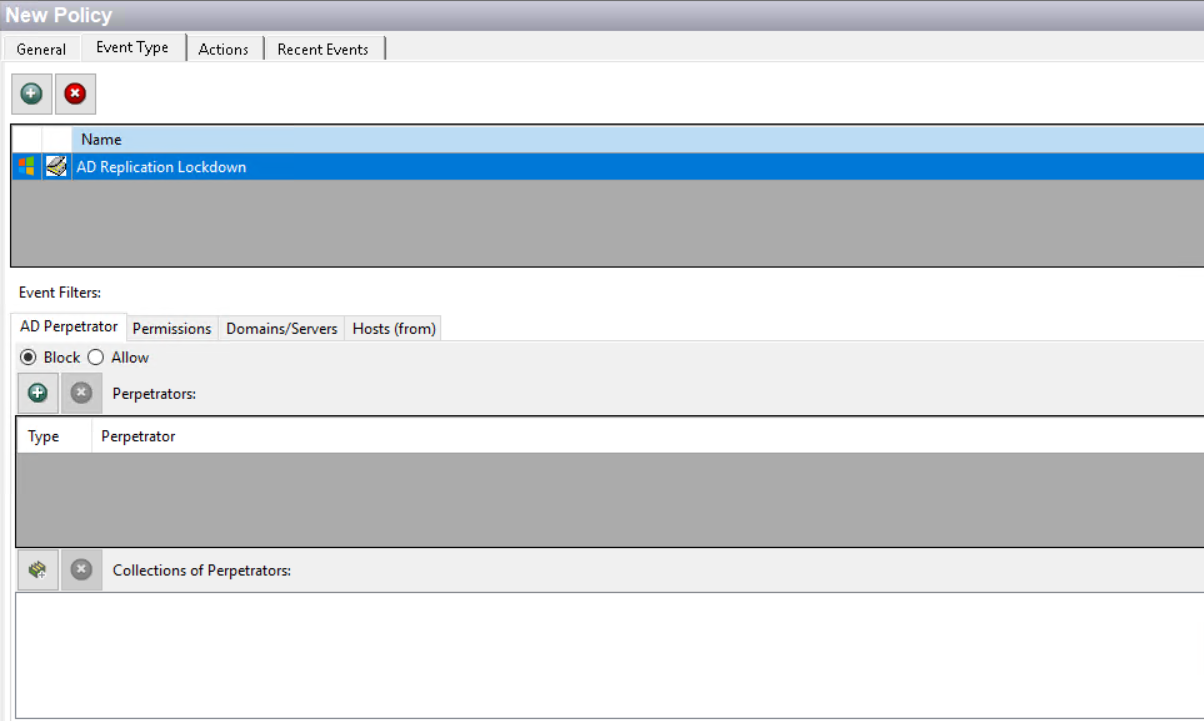 New Policy
General Event Type Actions Recent Events
Name
AD Replication Lockdown
Event Filters:
AD Perpetrator Permissions Domains/Servers Hosts (from)
Block Allow
Perpetrators:
Type Perpetrator
Collections of Perpetrators: